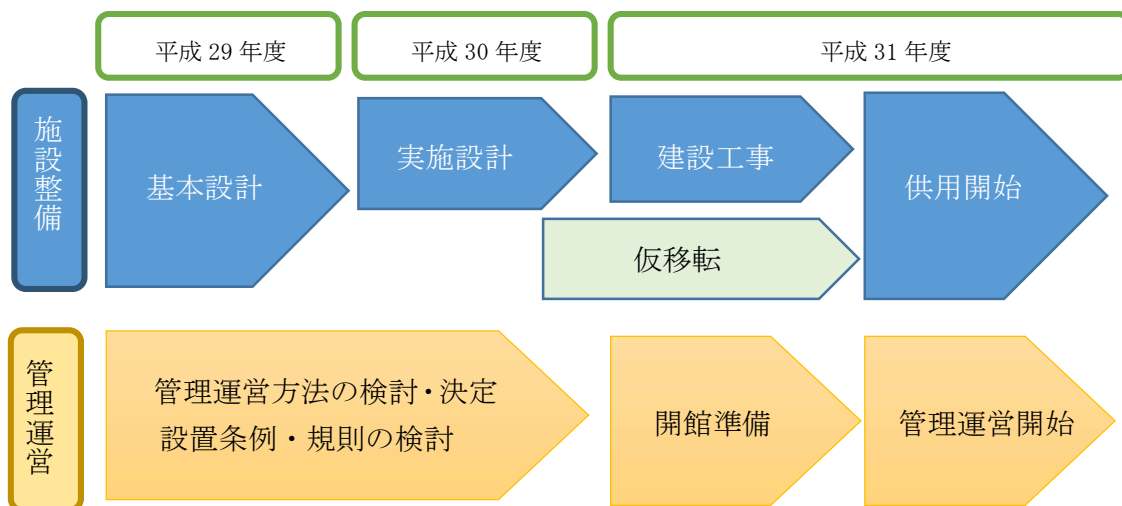 平成 29 年度
平成 30 年度
平成 31 年度
施設整備
基本設計
実施設計
建設工事
供用開始
仮移転
管理運営
管理運営方法の検討・決定
設置条例・規則の検討
開館準備
管理運営開始